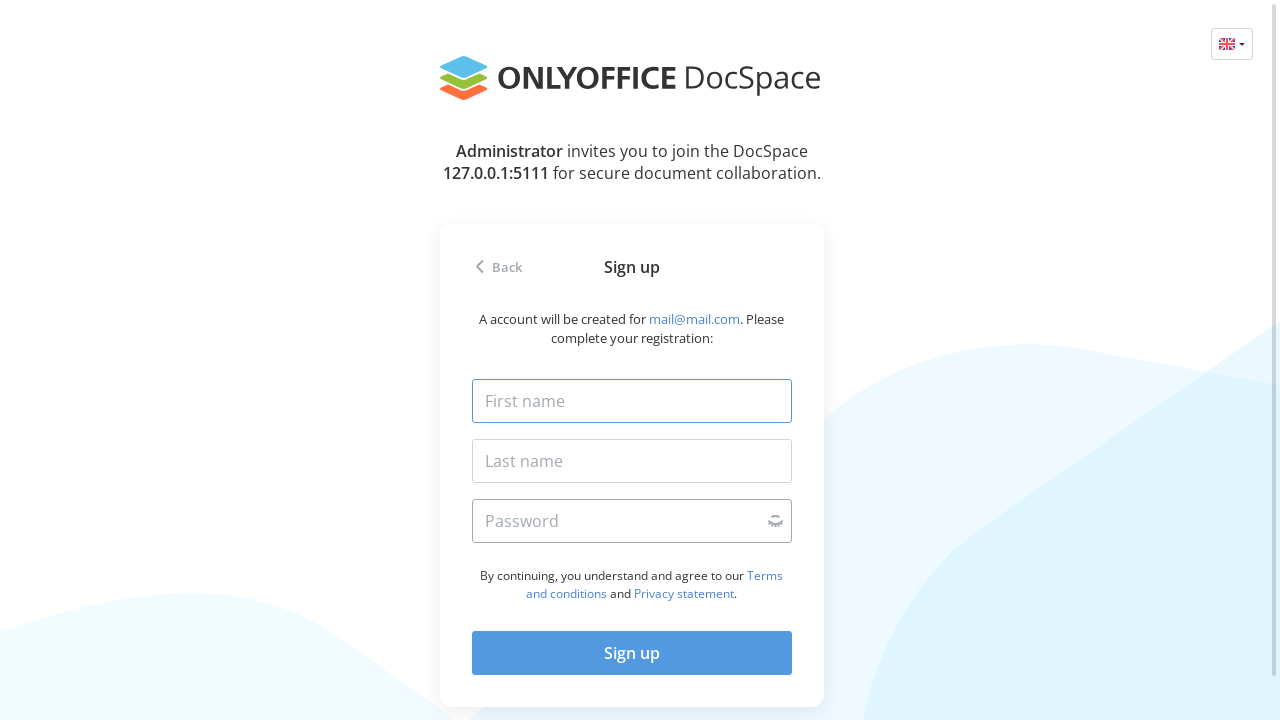 ONLYOFFICE DocSpace
Administrator invites you to join the DocSpace
127.0.0.1:5111 for secure document collaboration.
Back
Sign up
A account will be created for mail@mail.com. Please
complete your registration:
First name
Last name
Password
By continuing, you understand and agree to our Terms
and conditions and Privacy statement.
Sign up